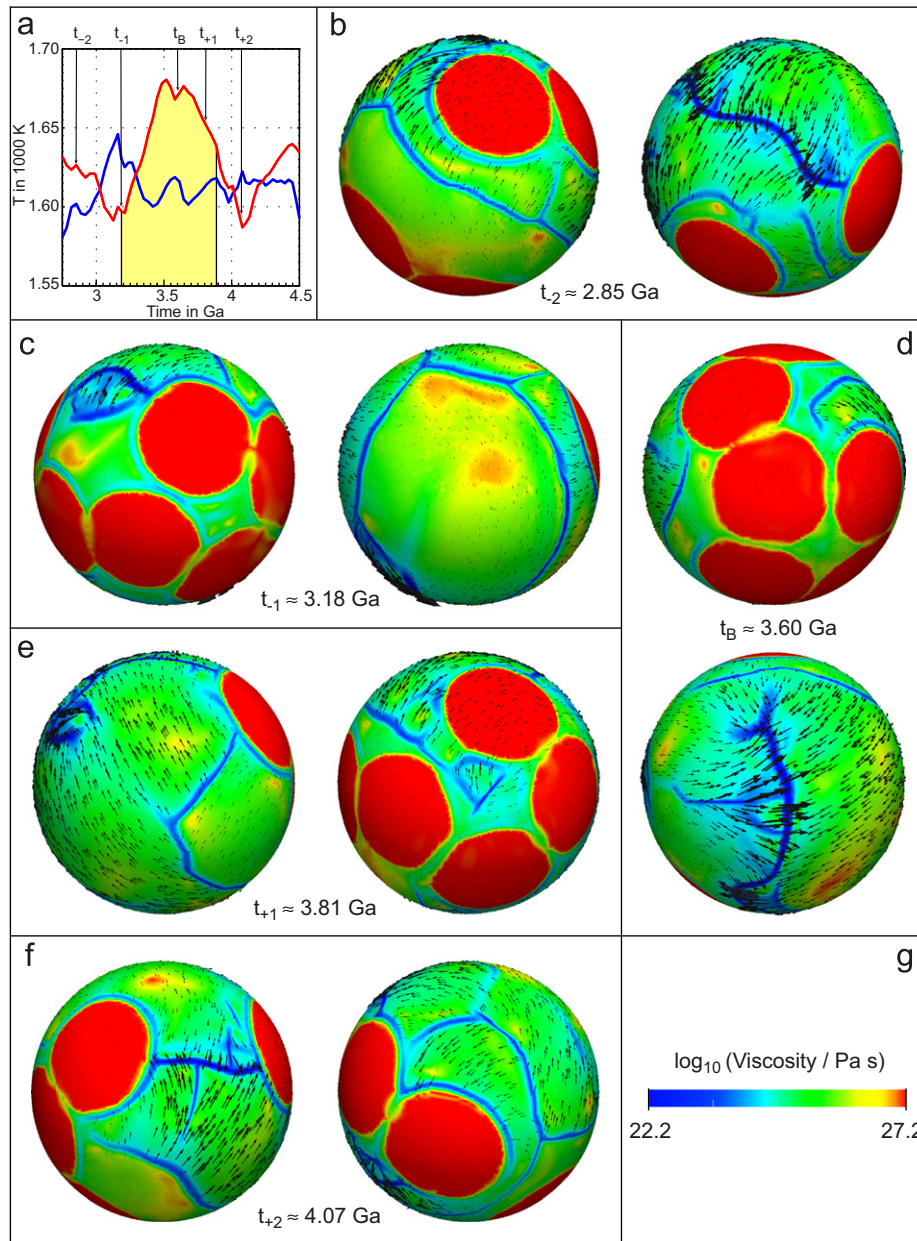 a
t₋₂ t₋₁ t_B t₊₁ t₊₂
1.70
1.65
1.60
1.55
T in 1000 K
3 3.5 4 4.5
Time in Ga
b
t₋₂ ≈ 2.85 Ga
c
t₋₁ ≈ 3.18 Ga
d
t_B ≈ 3.60 Ga
e
t₊₁ ≈ 3.81 Ga
f
t₊₂ ≈ 4.07 Ga
g
log₁₀ (Viscosity / Pa s)
22.2 27.2